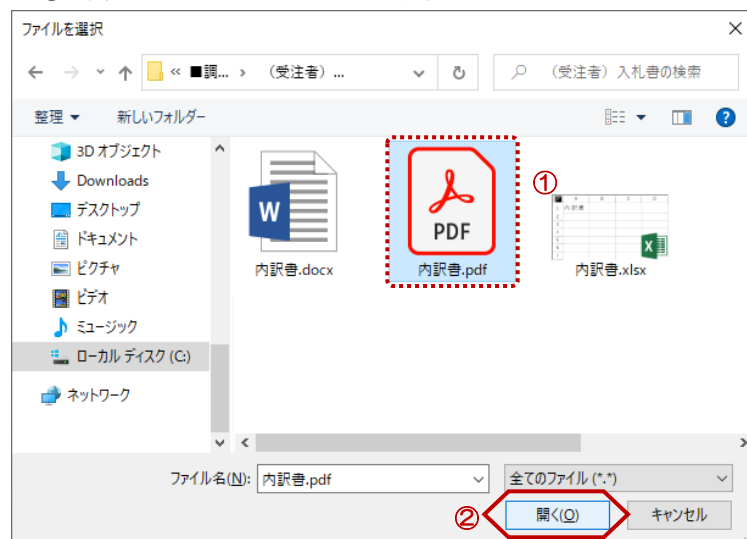 ファイルを選択
« ■調... › （受注者）...
（受注者）入札書の検索
整理 新しいフォルダー
3D オブジェクト
Downloads
デスクトップ
ドキュメント
ピクチャ
ビデオ
ミュージック
ローカル ディスク (C:)
ネットワーク
W
内訳書.docx
PDF
内訳書.pdf
①
内訳書
X
内訳書.xlsx
ファイル名(N): 内訳書.pdf
全てのファイル (*.*)
②
開く(O)
キャンセル